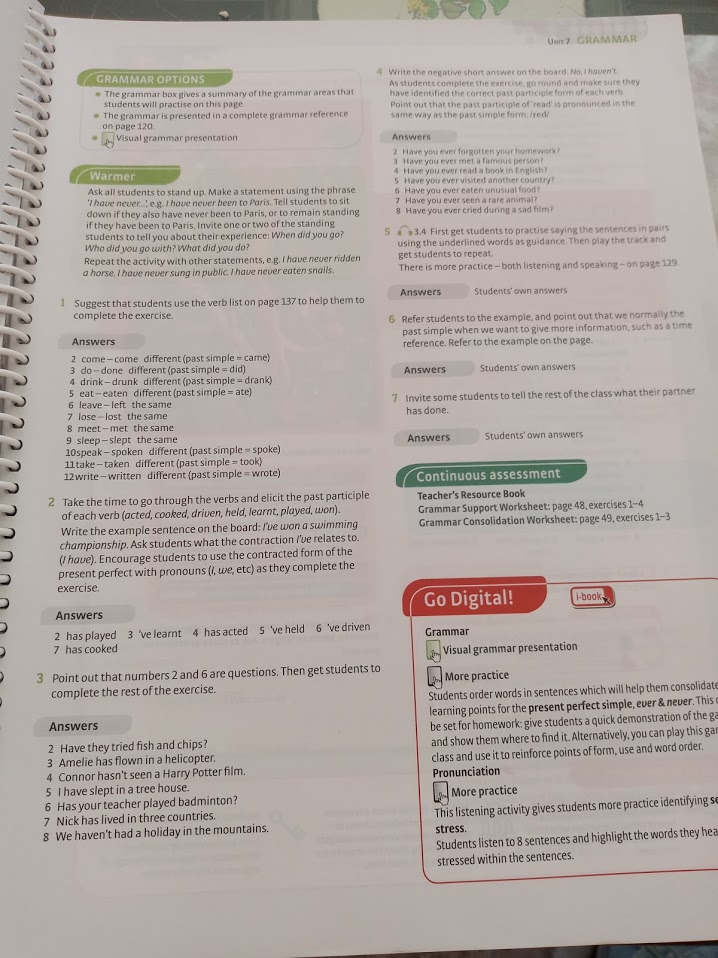 Unit 7 GRAMMAR
GRAMMAR OPTIONS
• The grammar box gives a summary of the grammar areas that
students will practise on this page.
• The grammar is presented in a complete grammar reference
on page 120.
• Visual grammar presentation
Warmer
Ask all students to stand up. Make a statement using the phrase
'I have never...', e.g. I have never been to Paris. Tell students to sit
down if they also have never been to Paris, or to remain standing
if they have been to Paris. Invite one or two of the standing
students to tell you about their experience: When did you go?
Who did you go with? What did you do?
Repeat the activity with other statements, e.g. I have never ridden
a horse. I have never sung in public. I have never eaten snails.
1 Suggest that students use the verb list on page 137 to help them to
complete the exercise.
Answers
2 come – come different (past simple = came)
3 do – done different (past simple = did)
4 drink – drunk different (past simple = drank)
5 eat – eaten different (past simple = ate)
6 leave – left the same
7 lose – lost the same
8 meet – met the same
9 sleep – slept the same
10speak – spoken different (past simple = spoke)
11take – taken different (past simple = took)
12write – written different (past simple = wrote)
2 Take the time to go through the verbs and elicit the past participle
of each verb (acted, cooked, driven, held, learnt, played, won).
Write the example sentence on the board: I've won a swimming
championship. Ask students what the contraction I've relates to.
(I have). Encourage students to use the contracted form of the
present perfect with pronouns (I, we, etc) as they complete the
exercise.
Answers
2 has played 3 've learnt 4 has acted 5 've held 6 've driven
7 has cooked
3 Point out that numbers 2 and 6 are questions. Then get students to
complete the rest of the exercise.
Answers
2 Have they tried fish and chips?
3 Amelie has flown in a helicopter.
4 Connor hasn't seen a Harry Potter film.
5 I have slept in a tree house.
6 Has your teacher played badminton?
7 Nick has lived in three countries.
8 We haven't had a holiday in the mountains.
4 Write the negative short answer on the board: No, I haven't.
As students complete the exercise, go round and make sure they
have identified the correct past participle form of each verb.
Point out that the past participle of 'read' is pronounced in the
same way as the past simple form. /red/
Answers
2 Have you ever forgotten your homework?
3 Have you ever met a famous person?
4 Have you ever read a book in English?
5 Have you ever visited another country?
6 Have you ever eaten unusual food?
7 Have you ever seen a rare animal?
8 Have you ever cried during a sad film?
5 3.4 First get students to practise saying the sentences in pairs
using the underlined words as guidance. Then play the track and
get students to repeat.
There is more practice – both listening and speaking – on page 129.
Answers Students' own answers
6 Refer students to the example, and point out that we normally the
past simple when we want to give more information, such as a time
reference. Refer to the example on the page.
Answers Students' own answers
7 Invite some students to tell the rest of the class what their partner
has done.
Answers Students' own answers
Continuous assessment
Teacher's Resource Book
Grammar Support Worksheet: page 48, exercises 1–4
Grammar Consolidation Worksheet: page 49, exercises 1–3
Go Digital! i-book
Grammar
Visual grammar presentation
More practice
Students order words in sentences which will help them consolidate
learning points for the present perfect simple, ever & never. This
be set for homework: give students a quick demonstration of the
and show them where to find it. Alternatively, you can play this
class and use it to reinforce points of form, use and word order.
Pronunciation
More practice
This listening activity gives students more practice identifying
stress.
Students listen to 8 sentences and highlight the words they
stressed within the sentences.